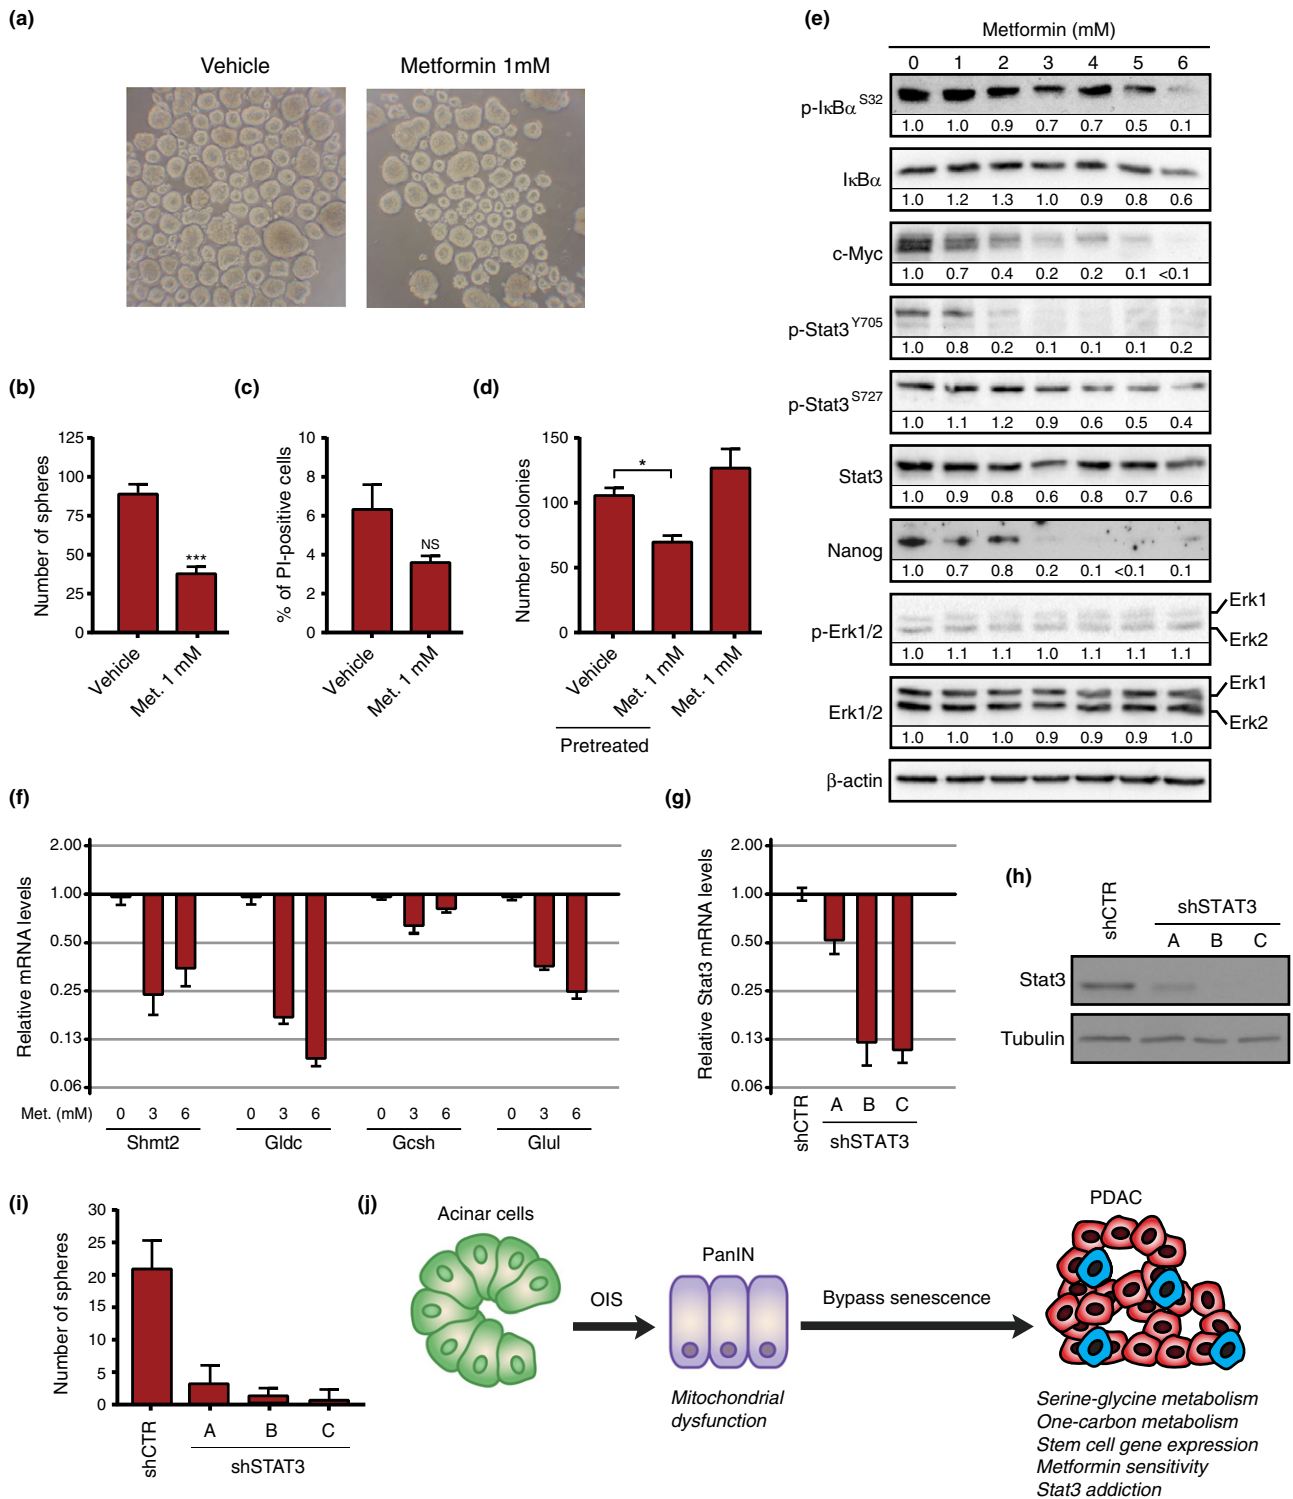 (a)
Vehicle
Metformin 1mM
(b)
Number of spheres
125
100
75
50
25
0
***
Vehicle
Met. 1 mM
(c)
% of PI-positive cells
10
8
6
4
2
0
NS
Vehicle
Met. 1 mM
(d)
Number of colonies
150
100
50
0
*
Vehicle
Met. 1 mM
Met. 1 mM
Pretreated
(e)
Metformin (mM)
0 1 2 3 4 5 6
p-IκBα S32
1.0 1.0 0.9 0.7 0.7 0.5 0.1
IκBα
1.0 1.2 1.3 1.0 0.9 0.8 0.6
c-Myc
1.0 0.7 0.4 0.2 0.2 0.1 <0.1
p-Stat3 Y705
1.0 0.8 0.2 0.1 0.1 0.1 0.2
p-Stat3 S727
1.0 1.1 1.2 0.9 0.6 0.5 0.4
Stat3
1.0 0.9 0.8 0.6 0.8 0.7 0.6
Nanog
1.0 0.7 0.8 0.2 0.1 <0.1 0.1
p-Erk1/2
Erk1
Erk2
1.0 1.1 1.1 1.0 1.1 1.1 1.1
Erk1/2
Erk1
Erk2
1.0 1.0 1.0 0.9 0.9 0.9 1.0
β-actin
(f)
Relative mRNA levels
2.00
1.00
0.50
0.25
0.13
0.06
Met. (mM) 0 3 6 0 3 6 0 3 6 0 3 6
Shmt2 Gldc Gcsh Glul
(g)
Relative Stat3 mRNA levels
2.00
1.00
0.50
0.25
0.13
0.06
shCTR
A B C
shSTAT3
(h)
shCTR
shSTAT3
A B C
Stat3
Tubulin
(i)
Number of spheres
30
25
20
15
10
5
0
shCTR
A B C
shSTAT3
(j)
Acinar cells
OIS
PanIN
Mitochondrial
dysfunction
Bypass senescence
PDAC
Serine-glycine metabolism
One-carbon metabolism
Stem cell gene expression
Metformin sensitivity
Stat3 addiction